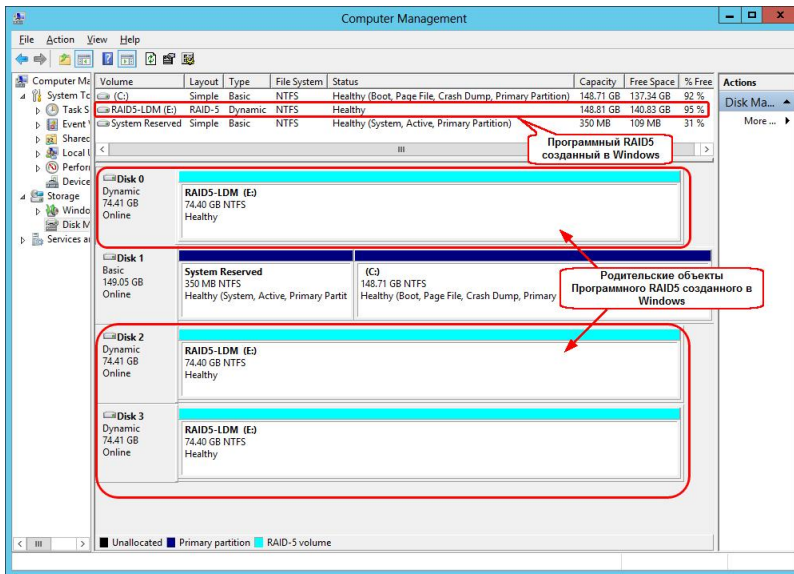 Computer Management
File Action View Help
Computer Ma
System To
Task S
Event
Shared
Local
Perfor
Device
Storage
Windo
Disk M
Services a
Volume Layout Type File System Status Capacity Free Space % Free
(C:) Simple Basic NTFS Healthy (Boot, Page File, Crash Dump, Primary Partition) 148.71 GB 137.34 GB 92 %
RAID5-LDM (E:) RAID-5 Dynamic NTFS Healthy 148.81 GB 140.83 GB 95 %
System Reserved Simple Basic NTFS Healthy (System, Active, Primary Partition) 350 MB 109 MB 31 %
Программный RAID5
созданный в Windows
Disk 0
Dynamic
74.41 GB
Online
RAID5-LDM (E:)
74.40 GB NTFS
Healthy
Disk 1
Basic
149.05 GB
Online
System Reserved
350 MB NTFS
Healthy (System, Active, Primary Partit
(C:)
148.71 GB NTFS
Healthy (Boot, Page File, Crash Dump, Primary
Родительские объекты
Программного RAID5 созданного в
Windows
Disk 2
Dynamic
74.41 GB
Online
RAID5-LDM (E:)
74.40 GB NTFS
Healthy
Disk 3
Dynamic
74.41 GB
Online
RAID5-LDM (E:)
74.40 GB NTFS
Healthy
Unallocated Primary partition RAID-5 volume
Actions
Disk Ma...
More ...